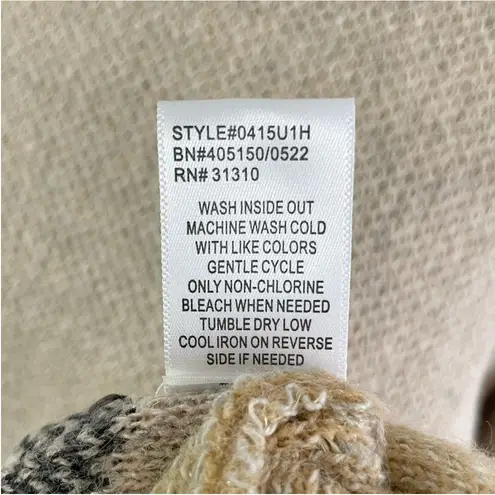 STYLE#0415U1H
BN#405150/0522
RN# 31310
WASH INSIDE OUT
MACHINE WASH COLD
WITH LIKE COLORS
GENTLE CYCLE
ONLY NON-CHLORINE
BLEACH WHEN NEEDED
TUMBLE DRY LOW
COOL IRON ON REVERSE
SIDE IF NEEDED